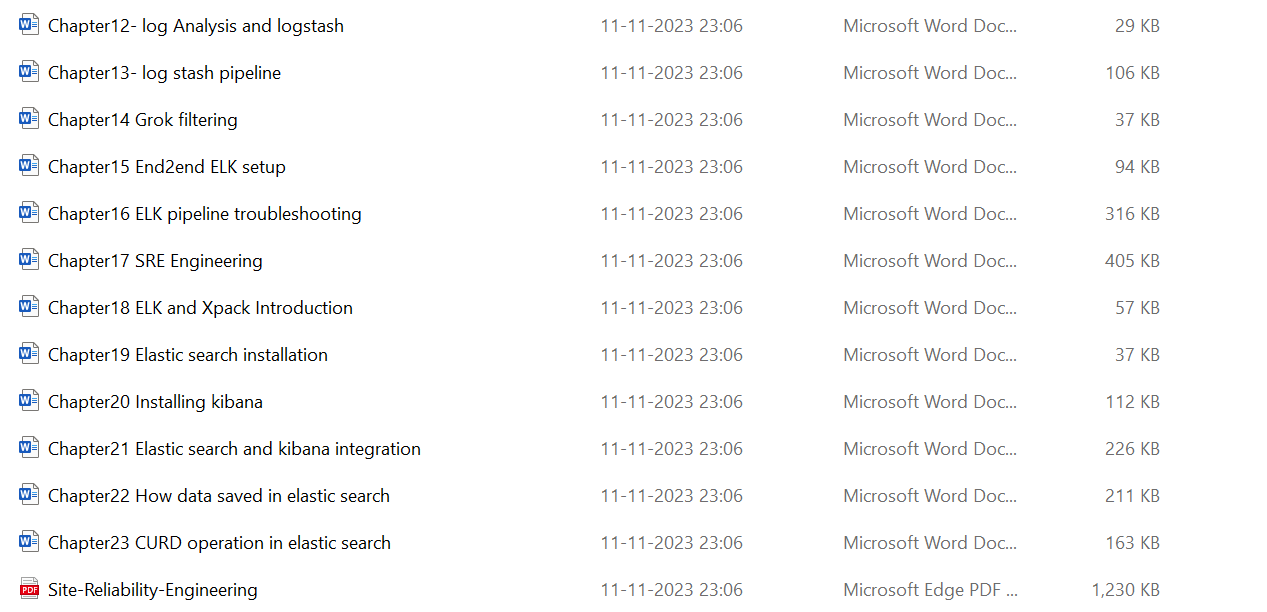 Chapter12- log Analysis and logstash 11-11-2023 23:06 Microsoft Word Doc... 29 KB
Chapter13- log stash pipeline 11-11-2023 23:06 Microsoft Word Doc... 106 KB
Chapter14 Grok filtering 11-11-2023 23:06 Microsoft Word Doc... 37 KB
Chapter15 End2end ELK setup 11-11-2023 23:06 Microsoft Word Doc... 94 KB
Chapter16 ELK pipeline troubleshooting 11-11-2023 23:06 Microsoft Word Doc... 316 KB
Chapter17 SRE Engineering 11-11-2023 23:06 Microsoft Word Doc... 405 KB
Chapter18 ELK and Xpack Introduction 11-11-2023 23:06 Microsoft Word Doc... 57 KB
Chapter19 Elastic search installation 11-11-2023 23:06 Microsoft Word Doc... 37 KB
Chapter20 Installing kibana 11-11-2023 23:06 Microsoft Word Doc... 112 KB
Chapter21 Elastic search and kibana integration 11-11-2023 23:06 Microsoft Word Doc... 226 KB
Chapter22 How data saved in elastic search 11-11-2023 23:06 Microsoft Word Doc... 211 KB
Chapter23 CURD operation in elastic search 11-11-2023 23:06 Microsoft Word Doc... 163 KB
Site-Reliability-Engineering 11-11-2023 23:06 Microsoft Edge PDF ... 1,230 KB